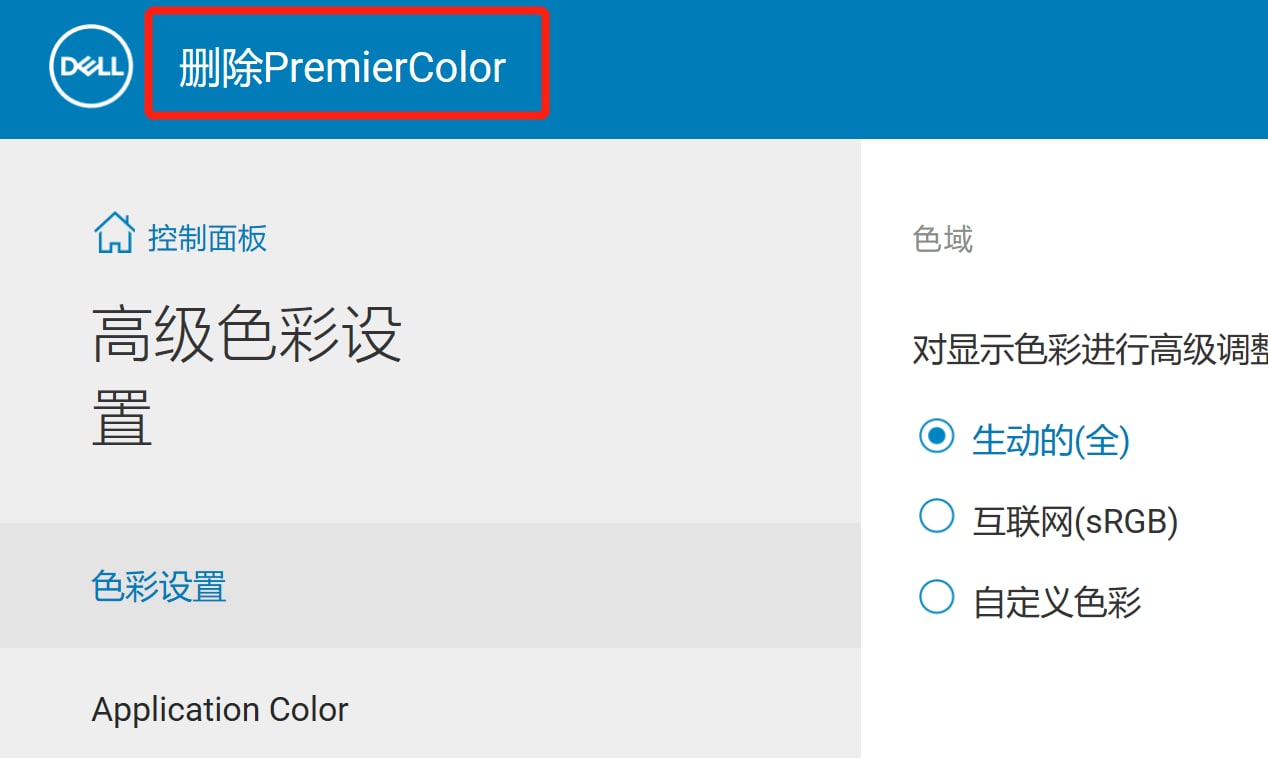 DELL
删除PremierColor
控制面板
高级色彩设
置
色彩设置
Application Color
色域
对显示色彩进行高级调整
生动的(全)
互联网(sRGB)
自定义色彩